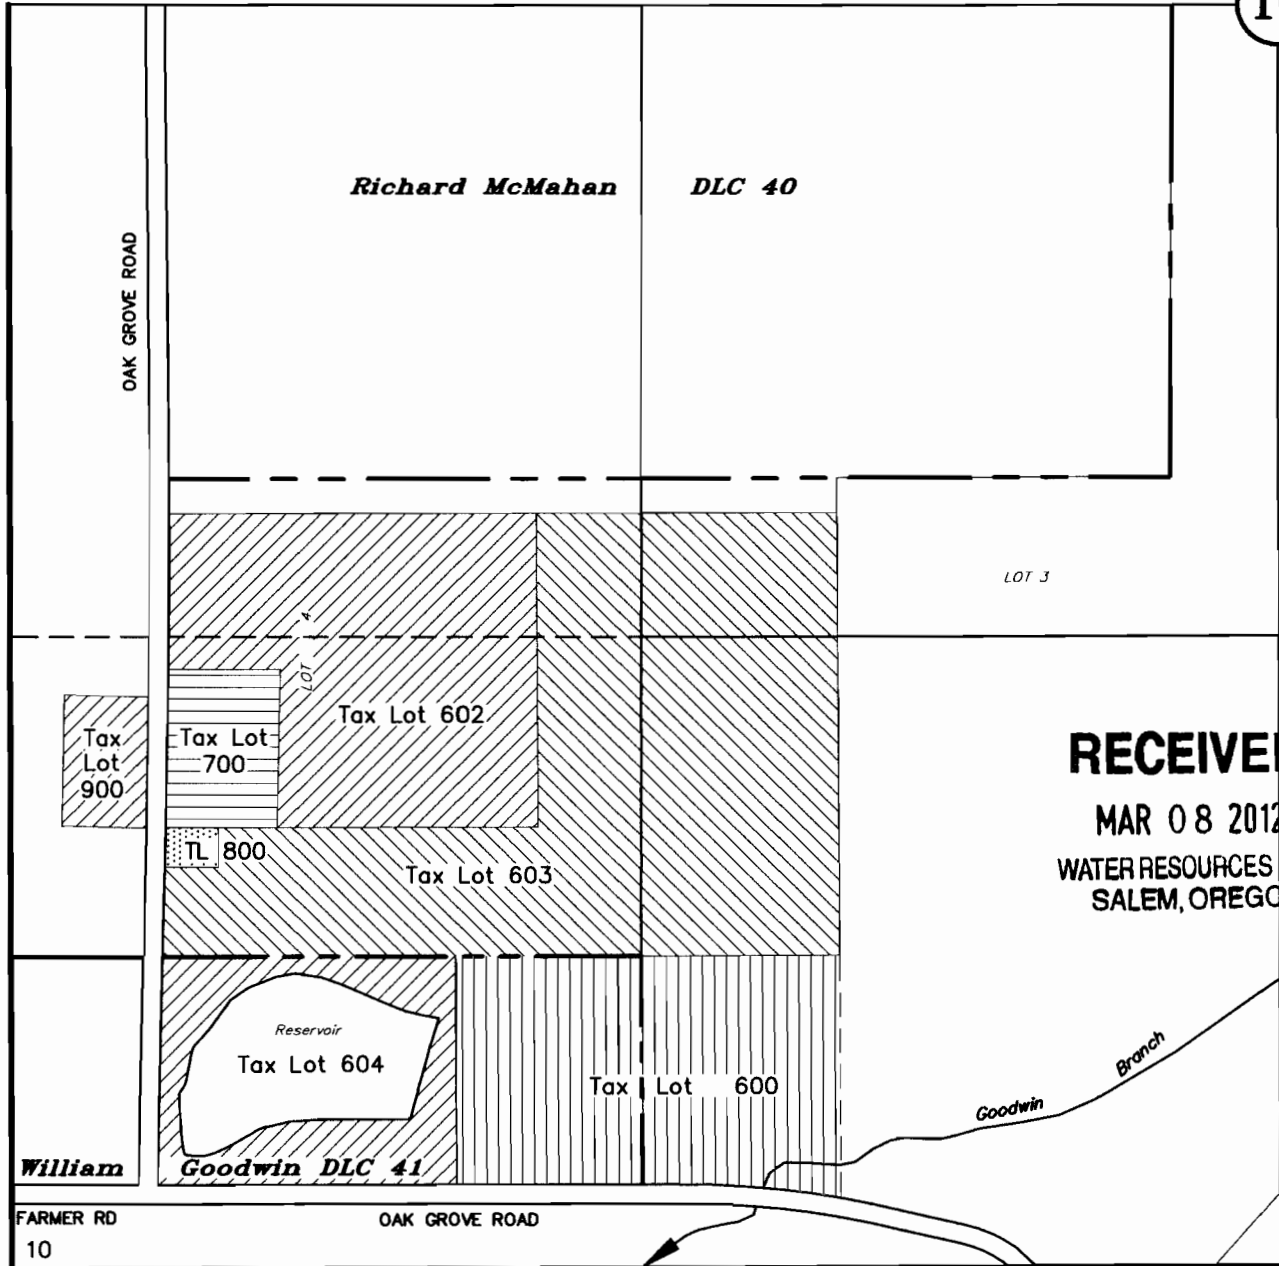 Richard McMahan DLC 40
OAK GROVE ROAD
LOT 3
LOT 4
Tax Lot 602
Tax
Lot
900
Tax Lot
700
RECEIVE
MAR 08 2012
WATER RESOURCES
SALEM, OREGO
TL 800
Tax Lot 603
Reservoir
Tax Lot 604
Tax Lot 600
Goodwin Branch
William Goodwin DLC 41
FARMER RD
OAK GROVE ROAD
10